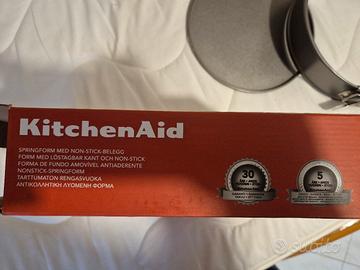 KitchenAid
SPRINGFORM MED NON-STICK-BELEGG
FORM MED LÖSTAGBAR KANT OCH NON-STICK
FORMA DE FUNDO AMOVÍVEL ANTIADERENTE
NONSTICK-SPRINGFORM
TARTTUMATON RENGASVUOKA
ΑΝΤΙΚΟΛΛΗΤΙΚΗ ΛΥΟΜΕΝΗ ΦΟΡΜΑ
30
5
subito.it